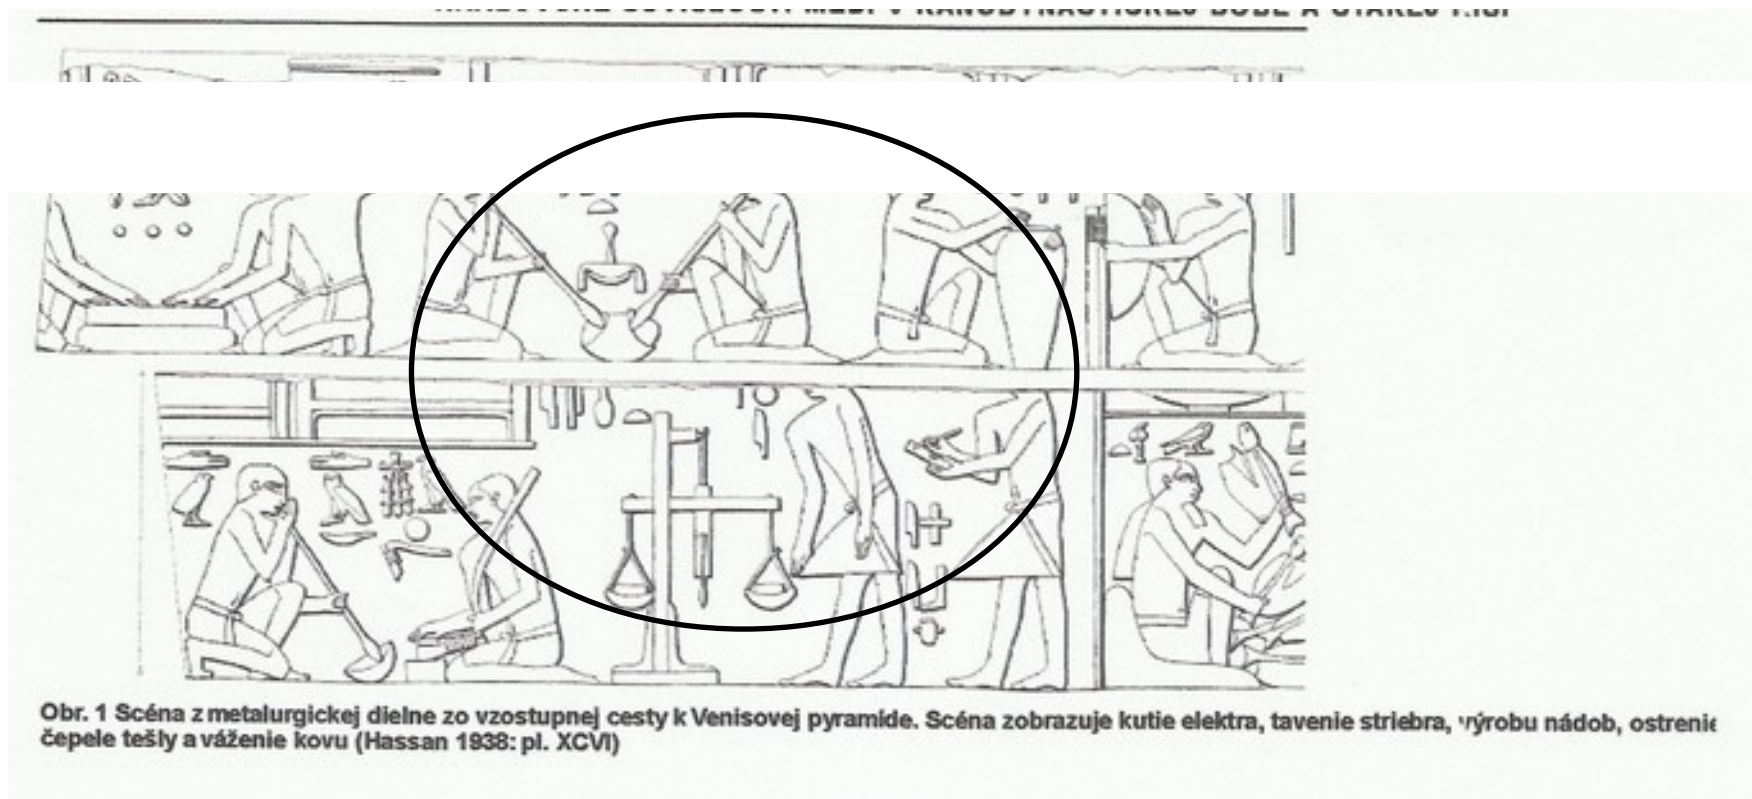 Obr. 1 Scéna z metalurgickej dielne zo vzostupnej cesty k Venisovej pyramíde. Scéna zobrazuje kutie elektra, tavenie striebra, výrobu nádob, ostrenie
čepele tešly a váženie kovu (Hassan 1938: pl. XCVI)